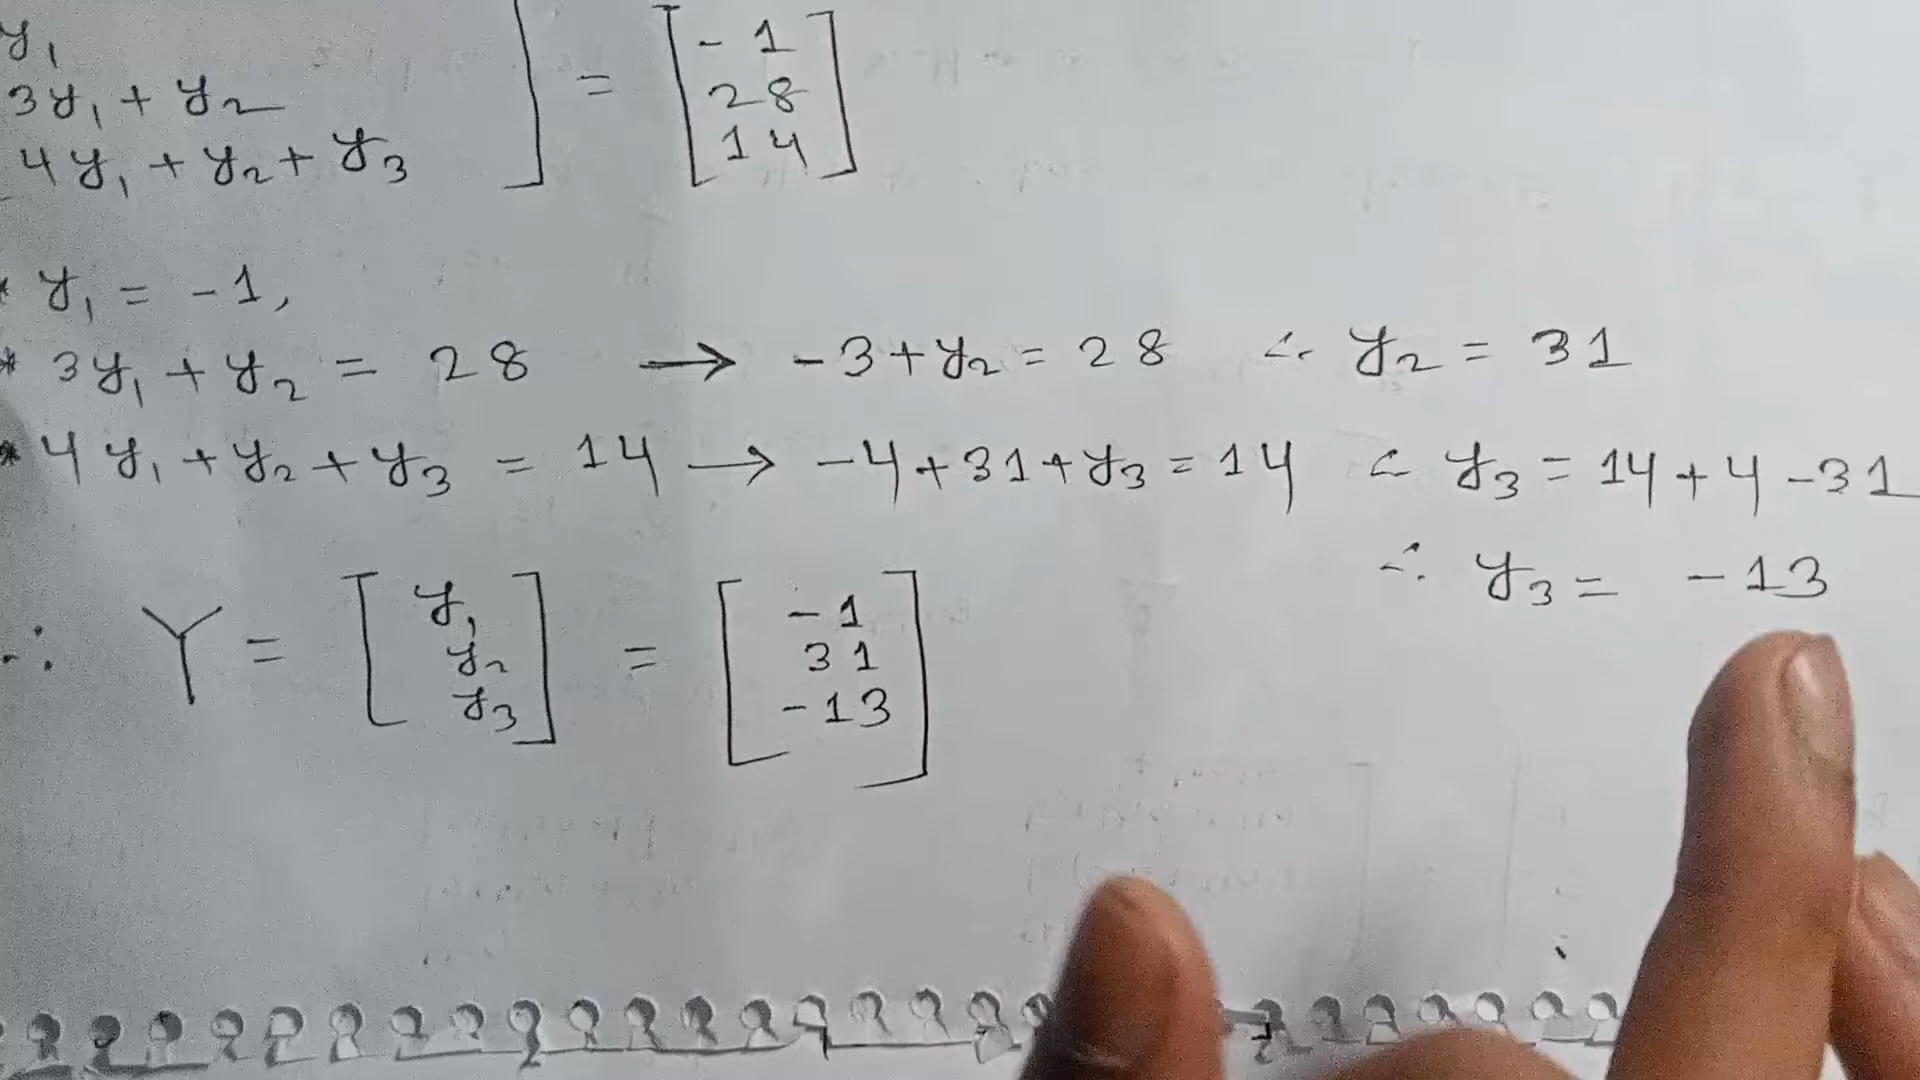 y₁ ] = [ -1
3y₁ + y₂ 28
4y₁ + y₂ + y₃ 14 ]
* y₁ = -1,
* 3y₁ + y₂ = 28 → -3 + y₂ = 28 ∴ y₂ = 31
* 4y₁ + y₂ + y₃ = 14 → -4 + 31 + y₃ = 14 ∴ y₃ = 14 + 4 - 31
∴ y₃ = -13
∴ Y = [ y₁ y₂ y₃ ] = [ -1 31 -13 ]